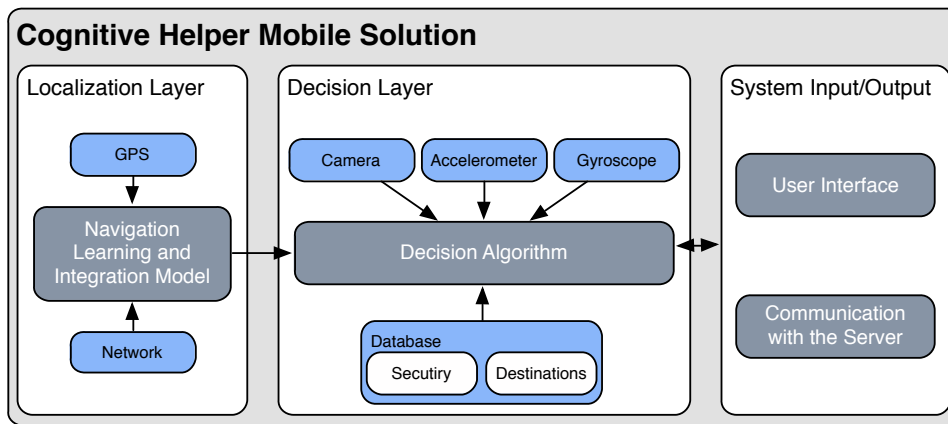 Cognitive Helper Mobile Solution
Localization Layer
GPS
Navigation
Learning and
Integration Model
Network
Decision Layer
Camera
Accelerometer
Gyroscope
Decision Algorithm
Database
Secutiry
Destinations
System Input/Output
User Interface
Communication
with the Server